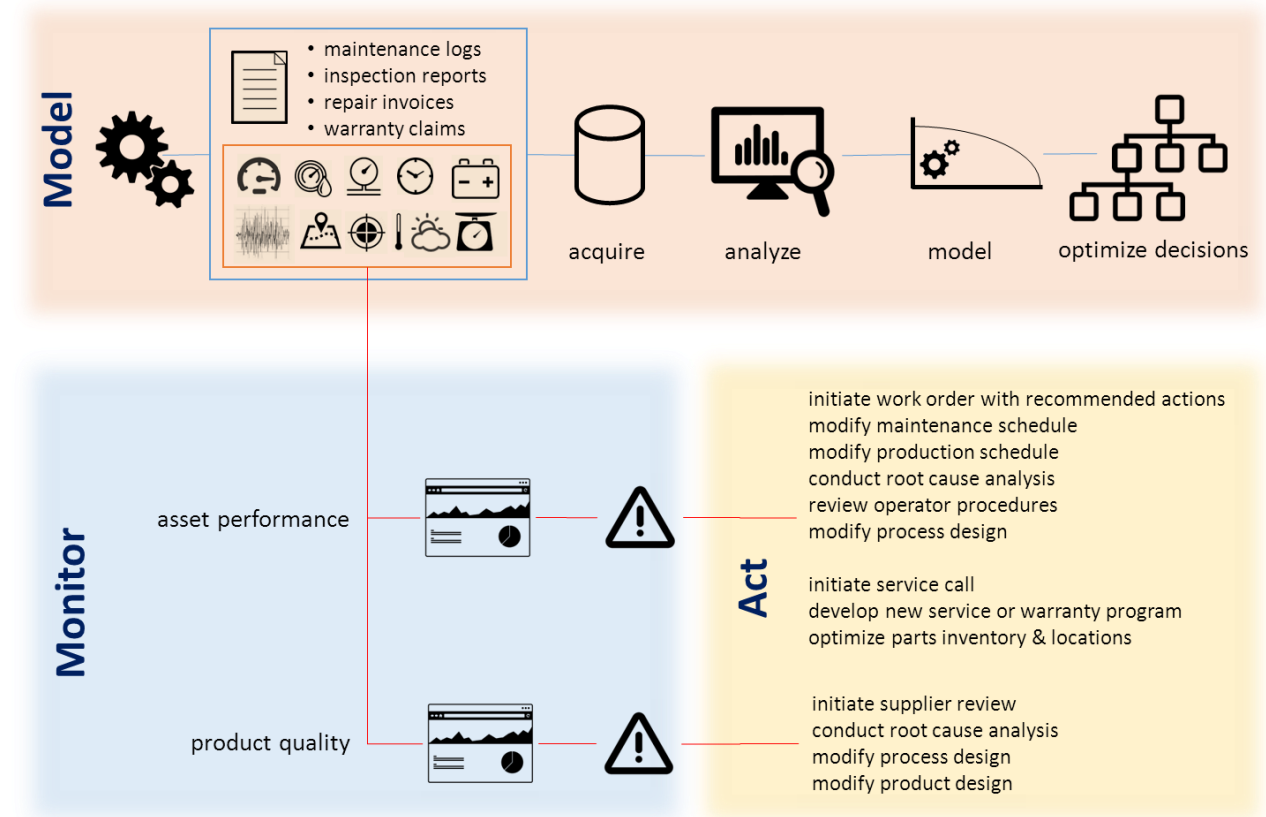 Model
• maintenance logs
• inspection reports
• repair invoices
• warranty claims
acquire
analyze
model
optimize decisions
Monitor
asset performance
product quality
Act
initiate work order with recommended actions
modify maintenance schedule
modify production schedule
conduct root cause analysis
review operator procedures
modify process design
initiate service call
develop new service or warranty program
optimize parts inventory & locations
initiate supplier review
conduct root cause analysis
modify process design
modify product design